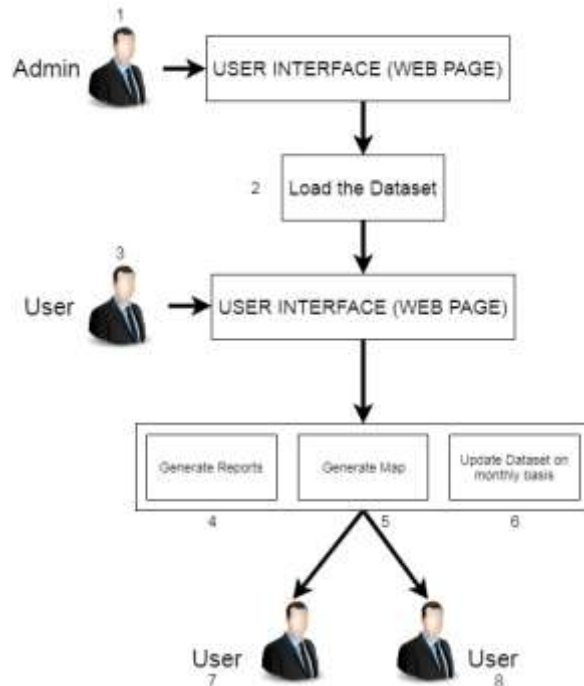 1
Admin
USER INTERFACE (WEB PAGE)
2
Load the Dataset
3
User
USER INTERFACE (WEB PAGE)
Generate Reports
Generate Map
Update Dataset on
monthly basis
4
5
6
User
7
User
8